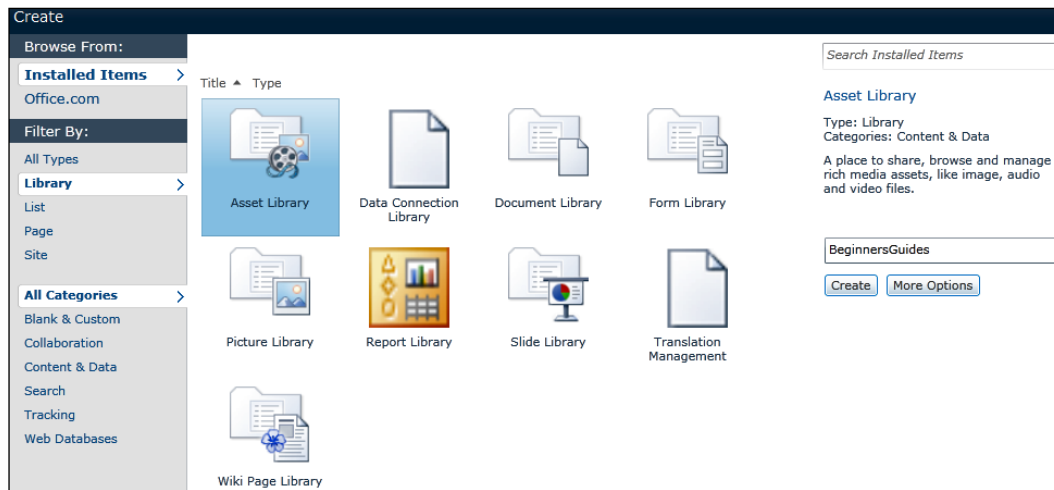 Create
Browse From:
Installed Items
Office.com
Filter By:
All Types
Library
List
Page
Site
All Categories
Blank & Custom
Collaboration
Content & Data
Search
Tracking
Web Databases
Title Type
Asset Library
Data Connection
Library
Document Library
Form Library
Picture Library
Report Library
Slide Library
Translation
Management
Wiki Page Library
Search Installed Items
Asset Library
Type: Library
Categories: Content & Data
A place to share, browse and manage
rich media assets, like image, audio
and video files.
BeginnersGuides
Create More Options